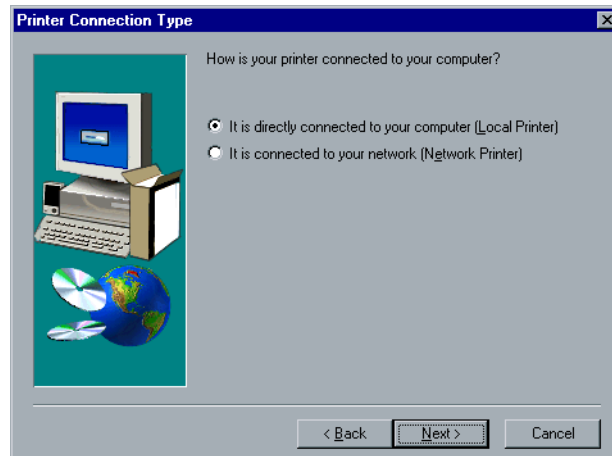 Printer Connection Type
How is your printer connected to your computer?
It is directly connected to your computer (Local Printer)
It is connected to your network (Network Printer)
< Back Next > Cancel